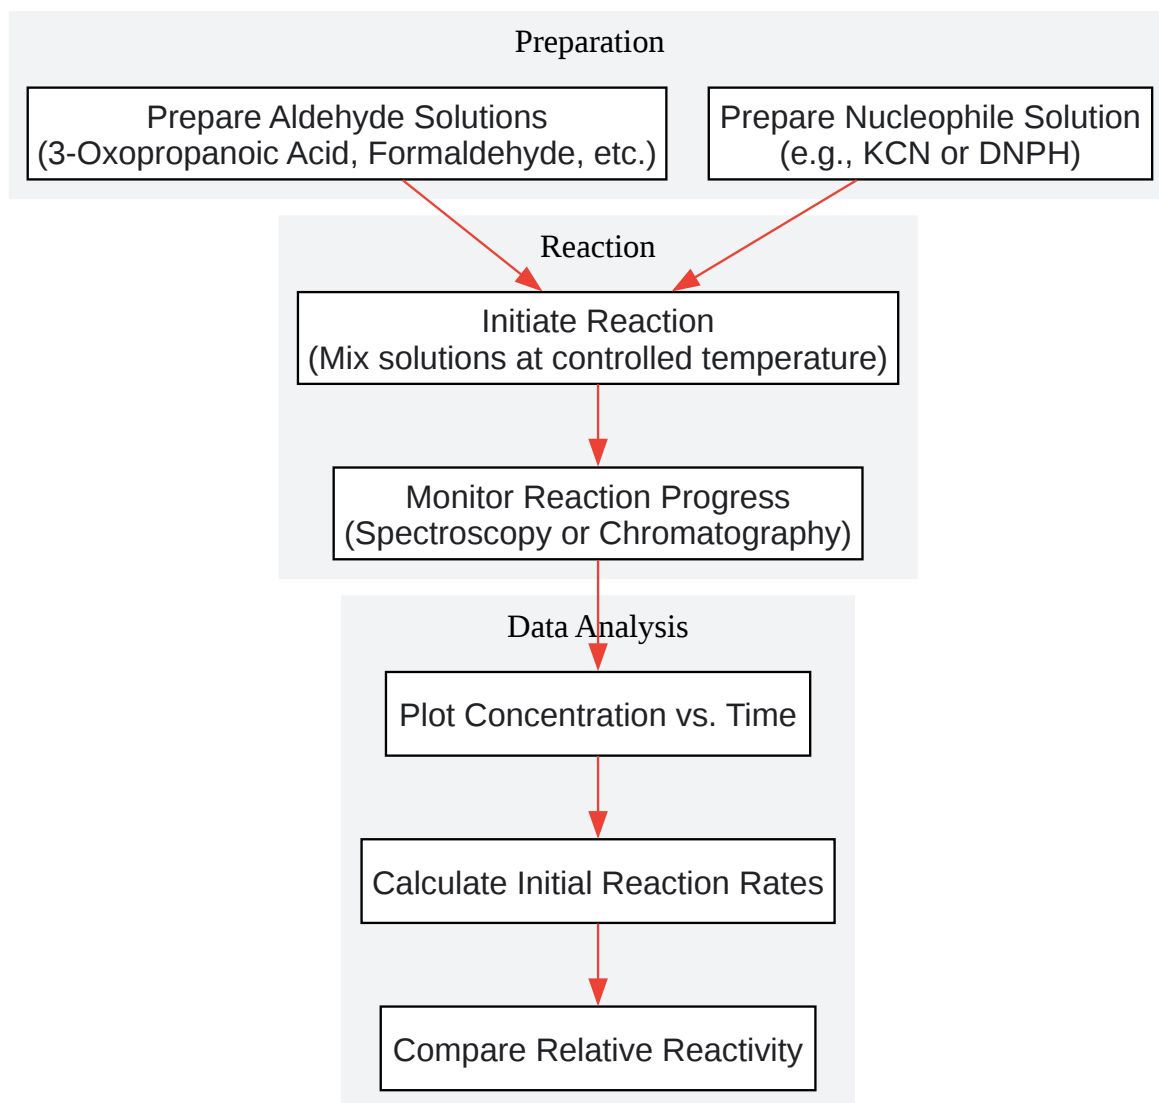 Preparation
Prepare Aldehyde Solutions
(3-Oxopropanoic Acid, Formaldehyde, etc.)
Prepare Nucleophile Solution
(e.g., KCN or DNPH)
Reaction
Initiate Reaction
(Mix solutions at controlled temperature)
Monitor Reaction Progress
(Spectroscopy or Chromatography)
Data Analysis
Plot Concentration vs. Time
Calculate Initial Reaction Rates
Compare Relative Reactivity